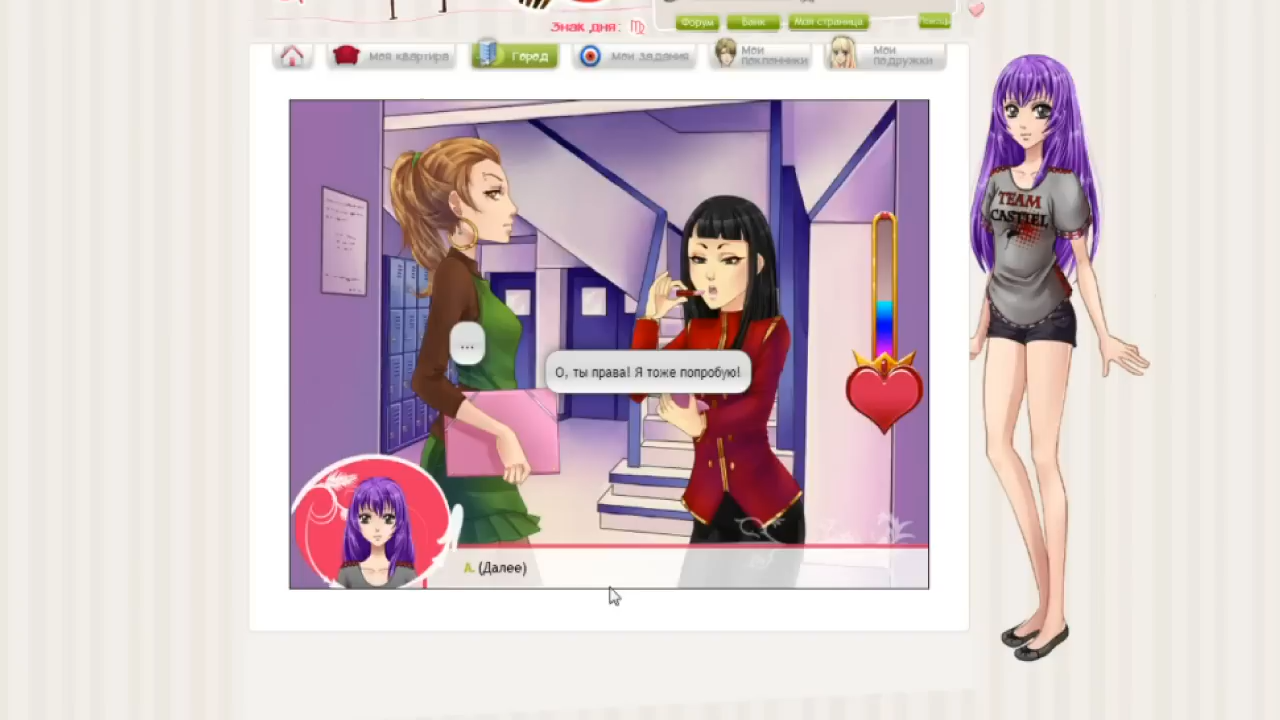 Знак дня:
Форум
Банк
Моя страница
Помощь
Моя квартира
Город
Мои задания
Мои
поклонники
Мои
подружки
TEAM
CASTIEL
...
О, ты права! Я тоже попробую!
А. (Далее)